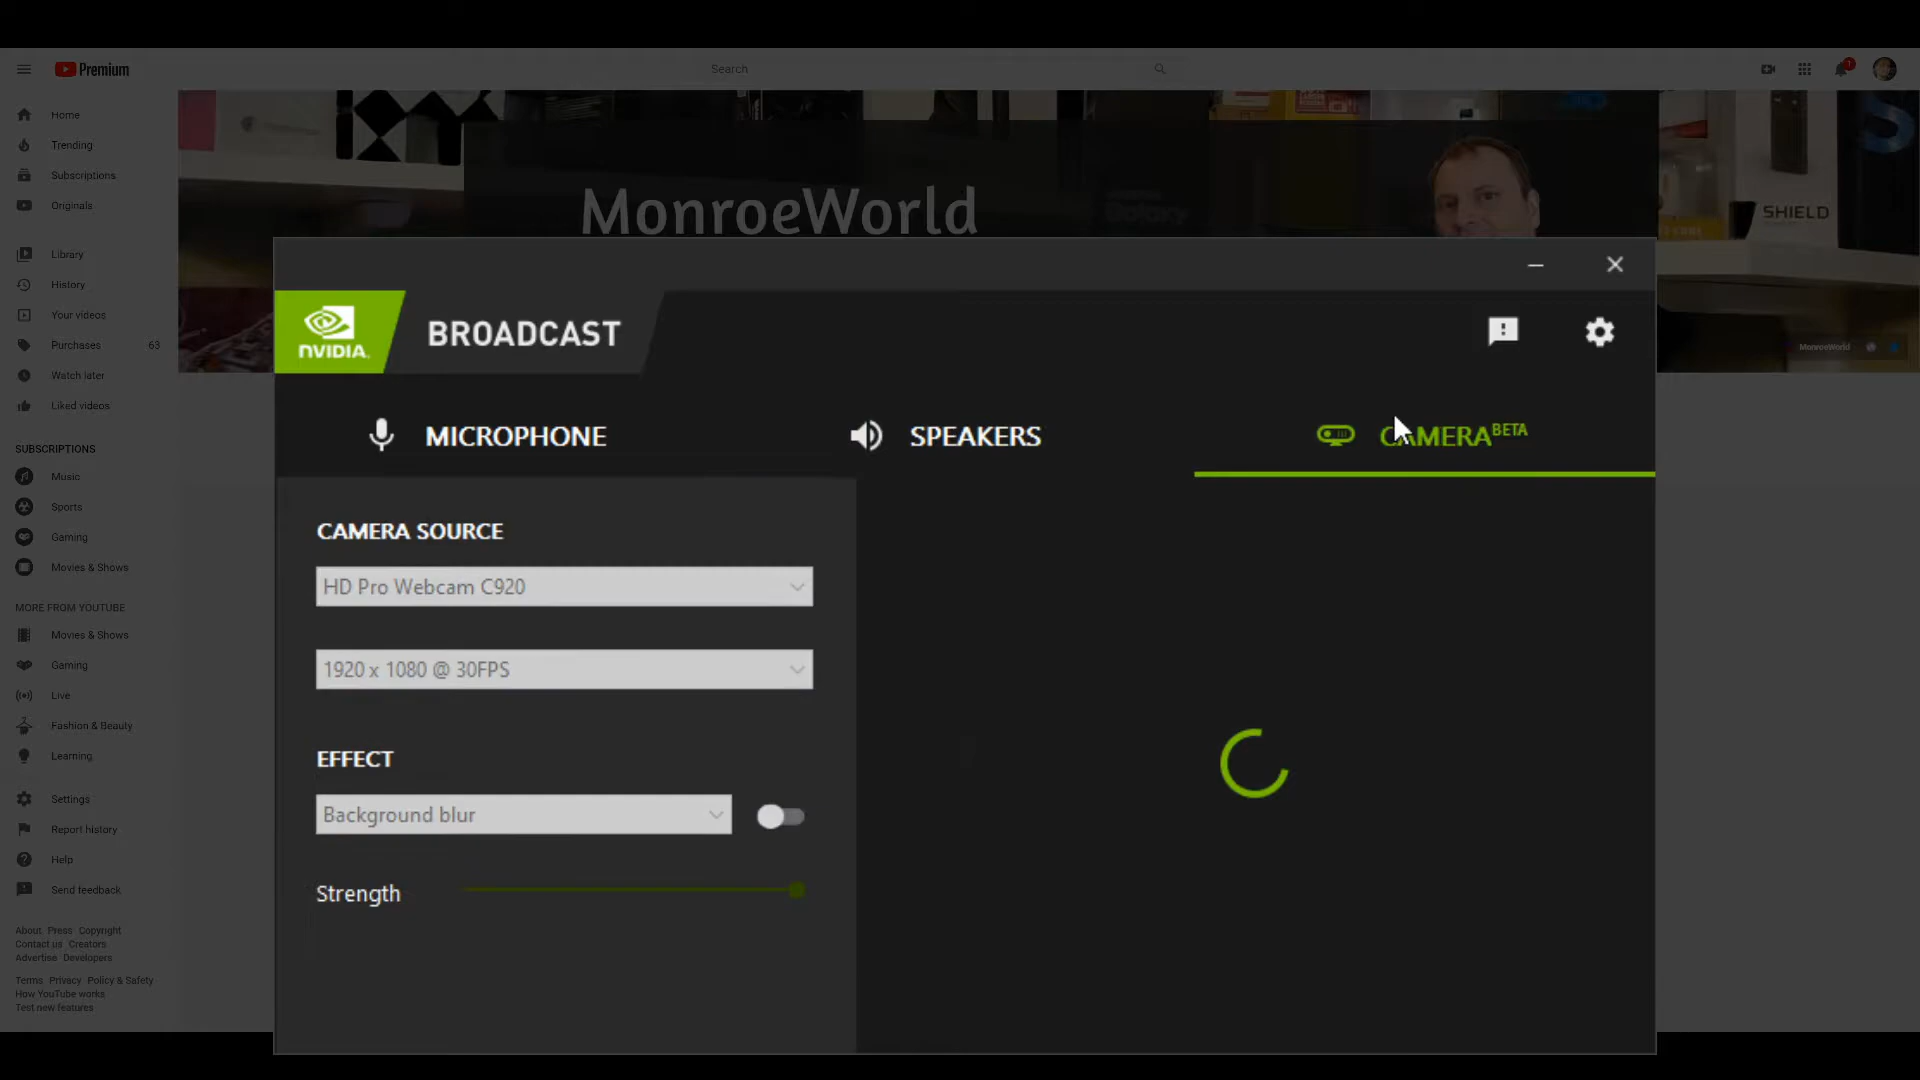 Premium
Search
1
Home
Trending
Subscriptions
Originals
Library
History
Your videos
Purchases 63
Watch later
Liked videos
SUBSCRIPTIONS
Music
Sports
Gaming
Movies & Shows
MORE FROM YOUTUBE
Movies & Shows
Gaming
Live
Fashion & Beauty
Learning
Settings
Report history
Help
Send feedback
About Press Copyright
Contact us Creators
Advertise Developers
Terms Privacy Policy & Safety
How YouTube works
Test new features
MonroeWorld
Galaxy
SHIELD
MonroeWorld
NVIDIA.
BROADCAST
MICROPHONE
SPEAKERS
CAMERA BETA
CAMERA SOURCE
HD Pro Webcam C920
1920 x 1080 @ 30FPS
EFFECT
Background blur
Strength